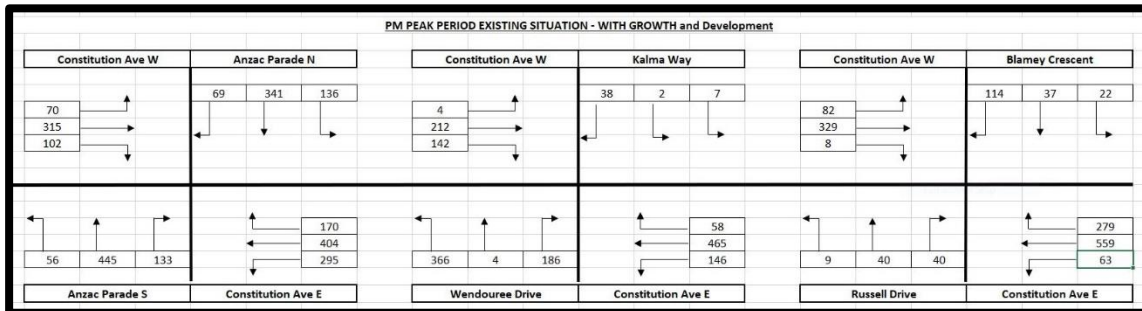 PM PEAK PERIOD EXISTING SITUATION - WITH GROWTH and Development
Constitution Ave W Anzac Parade N Constitution Ave W Kalma Way Constitution Ave W Blamey Crescent
69 341 136 38 2 7 114 37 22
70 4 82
315 212 329
102 142 8
170 58 279
404 465 559
56 445 133 295 366 4 186 146 9 40 40 63
Anzac Parade S Constitution Ave E Wendouree Drive Constitution Ave E Russell Drive Constitution Ave E